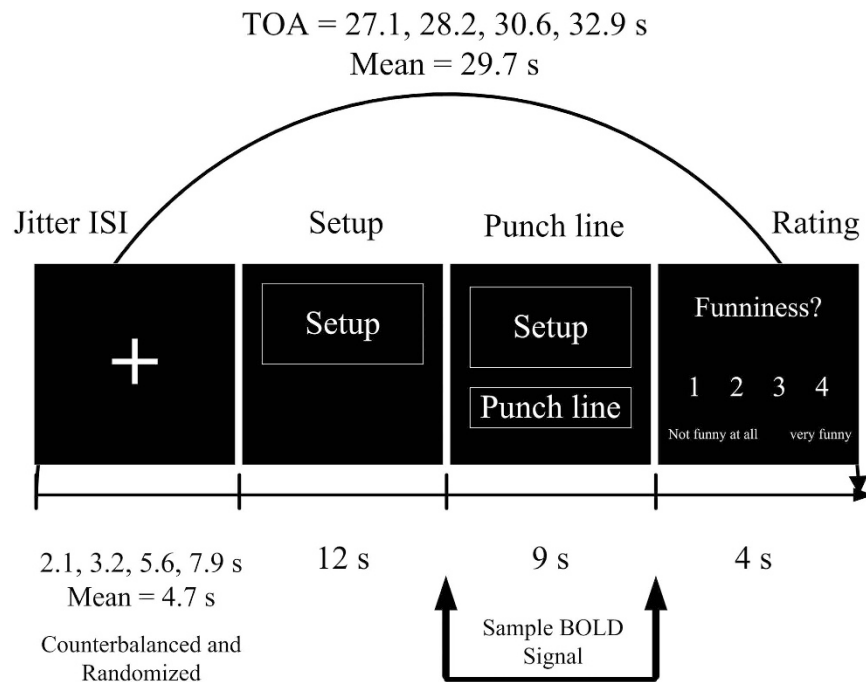 TOA = 27.1, 28.2, 30.6, 32.9 s
Mean = 29.7 s
Jitter ISI
Setup
Punch line
Rating
Setup
Setup
Punch line
Funniness?
1 2 3 4
Not funny at all very funny
2.1, 3.2, 5.6, 7.9 s
Mean = 4.7 s
Counterbalanced and
Randomized
12 s
9 s
4 s
Sample BOLD
Signal